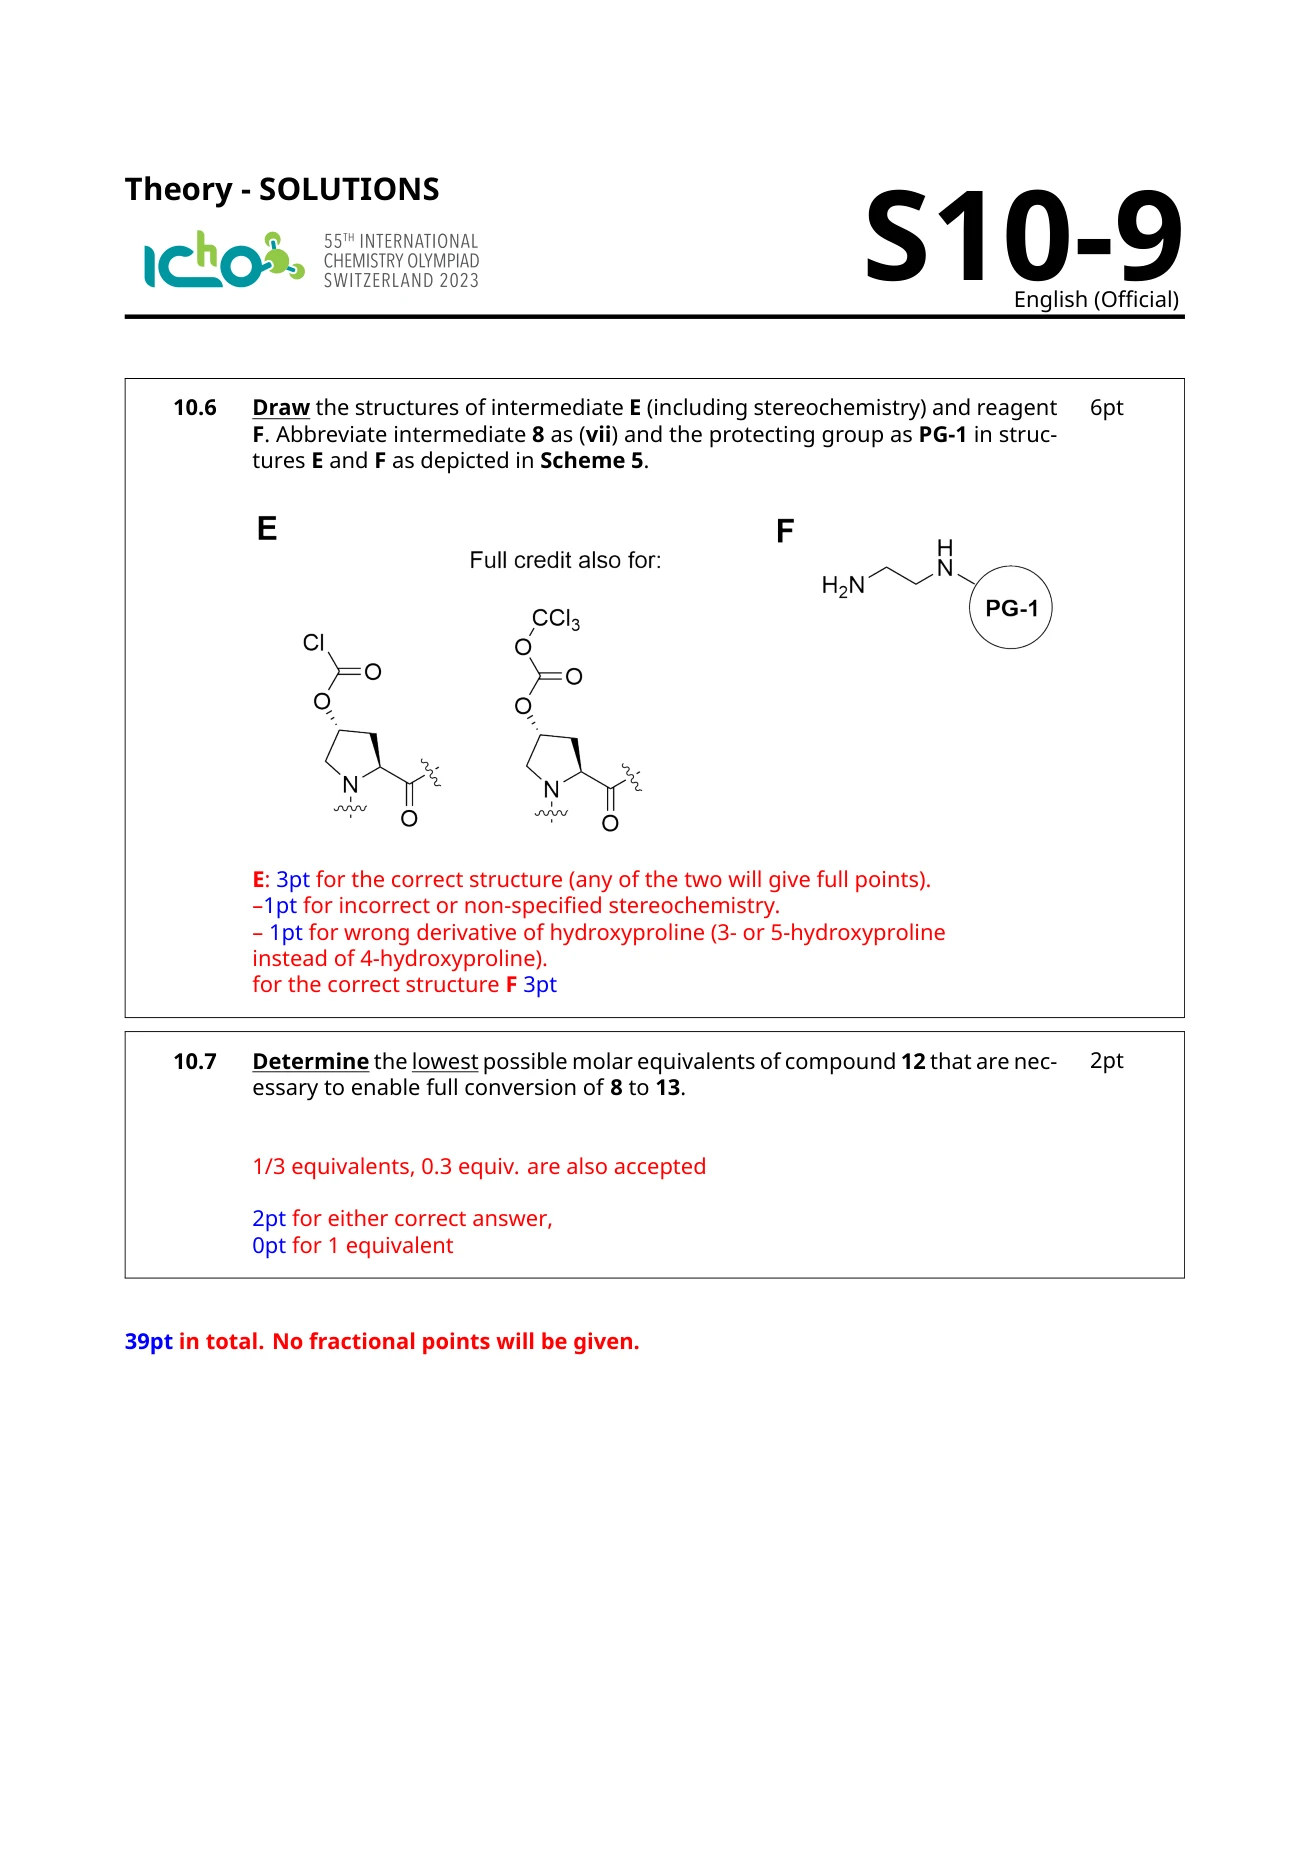 Theory - SOLUTIONS
IChO
55TH INTERNATIONAL
CHEMISTRY OLYMPIAD
SWITZERLAND 2023
S10-9
English (Official)
10.6 Draw the structures of intermediate E (including stereochemistry) and reagent 6pt
F. Abbreviate intermediate 8 as (vii) and the protecting group as PG-1 in struc-
tures E and F as depicted in Scheme 5.
E
Full credit also for:
F
H
N
H2N
PG-1
Cl
O
O
N
O
CCl3
O
O
O
N
O
E: 3pt for the correct structure (any of the two will give full points).
–1pt for incorrect or non-specified stereochemistry.
– 1pt for wrong derivative of hydroxyproline (3- or 5-hydroxyproline
instead of 4-hydroxyproline).
for the correct structure F 3pt
10.7 Determine the lowest possible molar equivalents of compound 12 that are nec- 2pt
essary to enable full conversion of 8 to 13.
1/3 equivalents, 0.3 equiv. are also accepted
2pt for either correct answer,
0pt for 1 equivalent
39pt in total. No fractional points will be given.